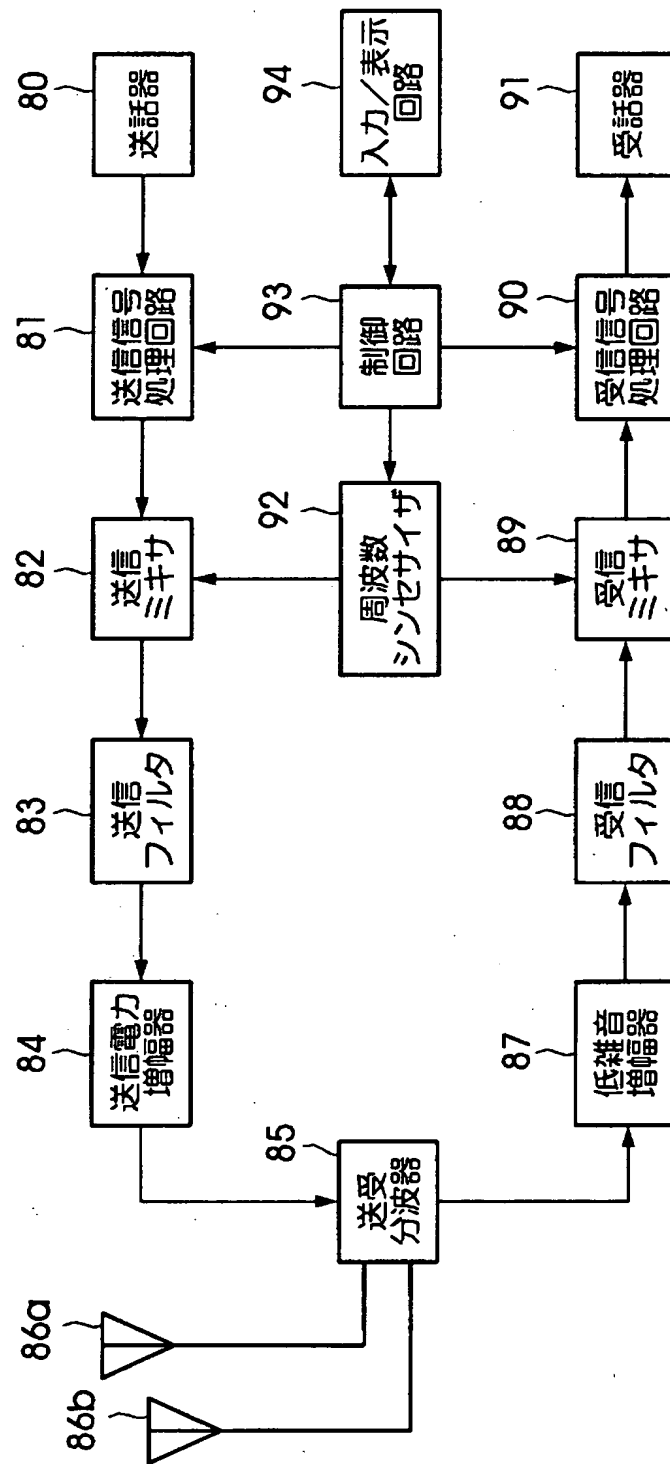 86a
86b
84
送信電力
増幅器
83
送信
フィルタ
82
送信
ミキサ
81
送信信号
処理回路
80
送話器
85
送受
分波器
92
周波数
シンセサイザ
93
制御
回路
94
入力／表示
回路
87
低雑音
増幅器
88
受信
フィルタ
89
受信
ミキサ
90
受信信号
処理回路
91
受話器